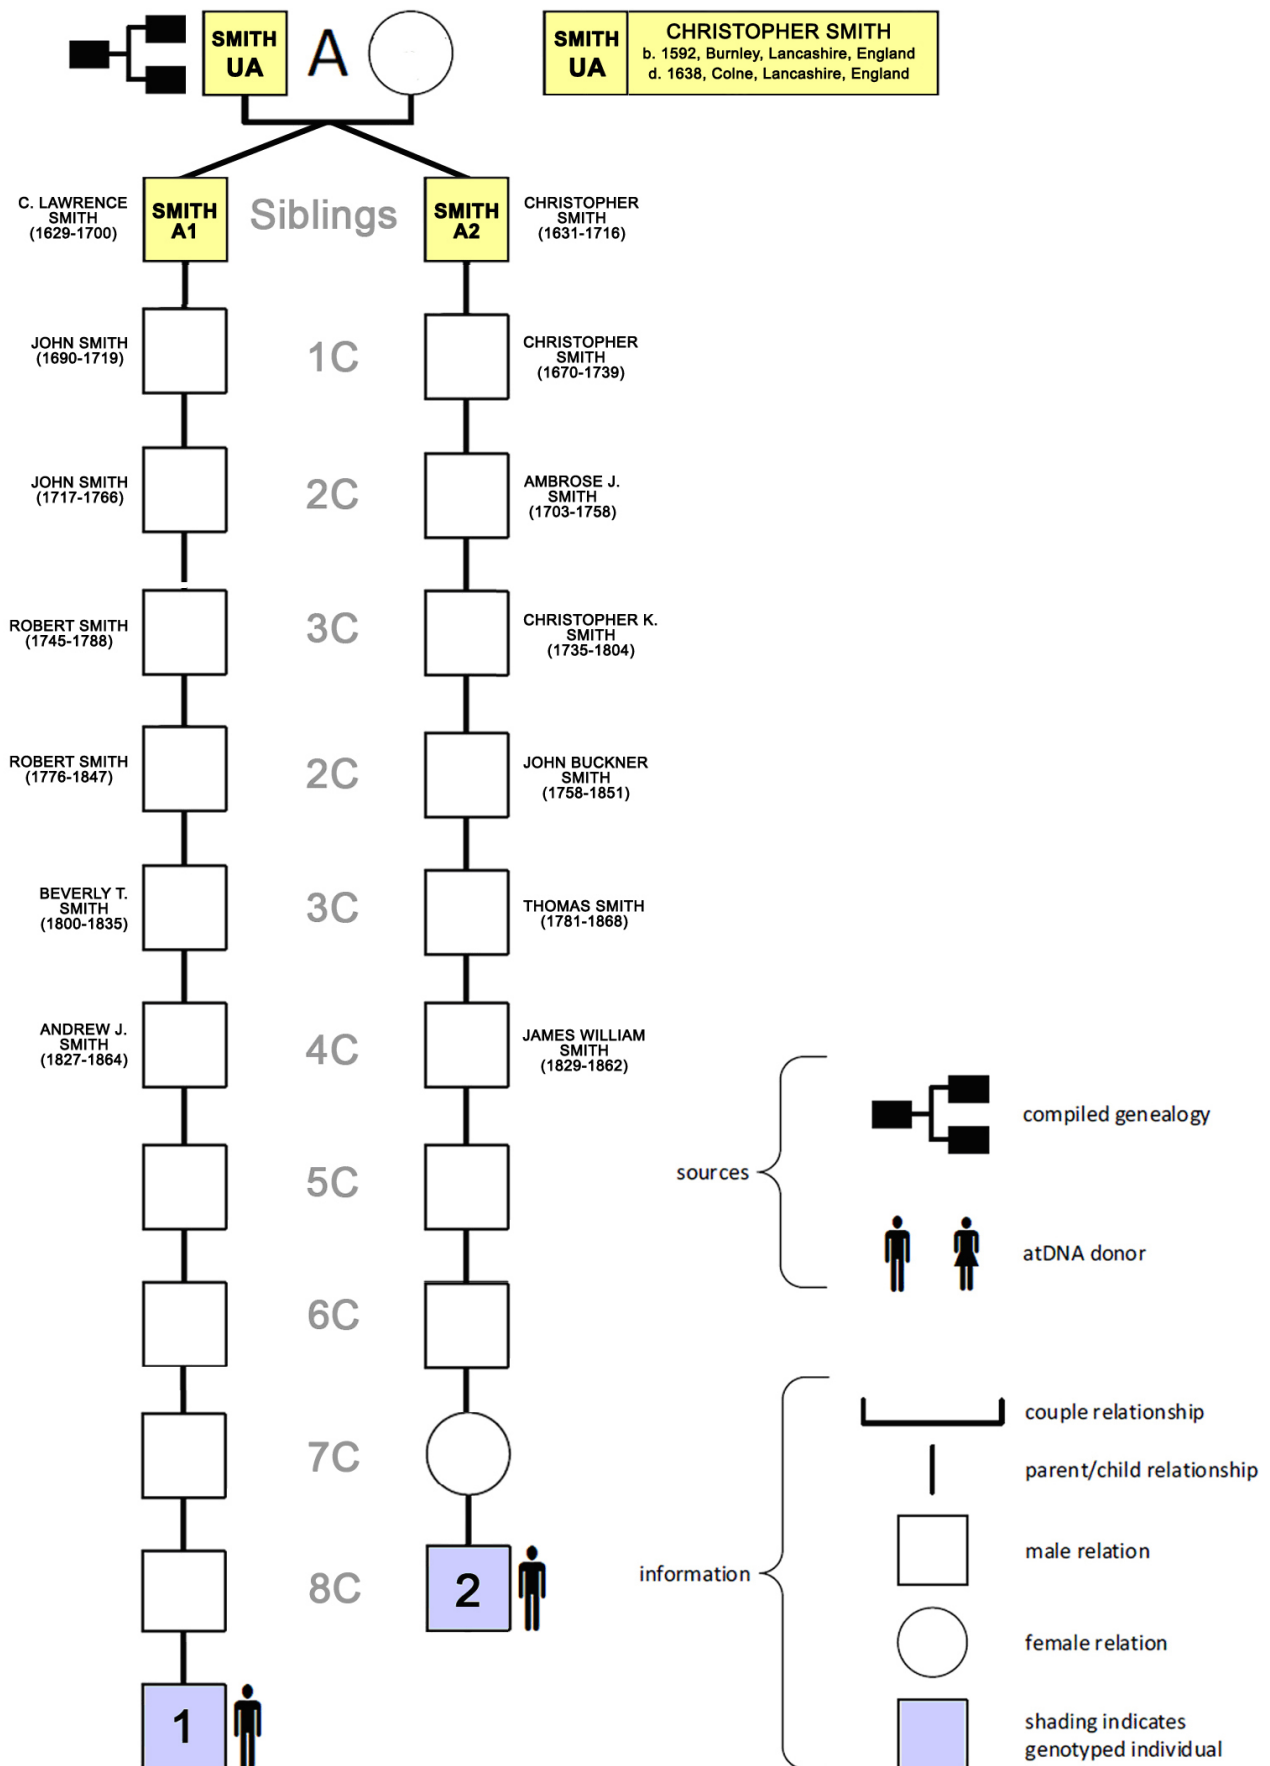 SMITH
UA
A
SMITH
UA
CHRISTOPHER SMITH
b. 1592, Burnley, Lancashire, England
d. 1638, Colne, Lancashire, England
C. LAWRENCE
SMITH
(1629-1700)
SMITH
A1
Siblings
SMITH
A2
CHRISTOPHER
SMITH
(1631-1716)
JOHN SMITH
(1690-1719)
1C
CHRISTOPHER
SMITH
(1670-1739)
JOHN SMITH
(1717-1766)
2C
AMBROSE J.
SMITH
(1703-1758)
ROBERT SMITH
(1745-1788)
3C
CHRISTOPHER K.
SMITH
(1735-1804)
ROBERT SMITH
(1776-1847)
2C
JOHN BUCKNER
SMITH
(1758-1851)
BEVERLY T.
SMITH
(1800-1835)
3C
THOMAS SMITH
(1781-1868)
ANDREW J.
SMITH
(1827-1864)
4C
JAMES WILLIAM
SMITH
(1829-1862)
5C
6C
7C
8C
2
1
sources
compiled genealogy
atDNA donor
information
couple relationship
parent/child relationship
male relation
female relation
shading indicates
genotyped individual